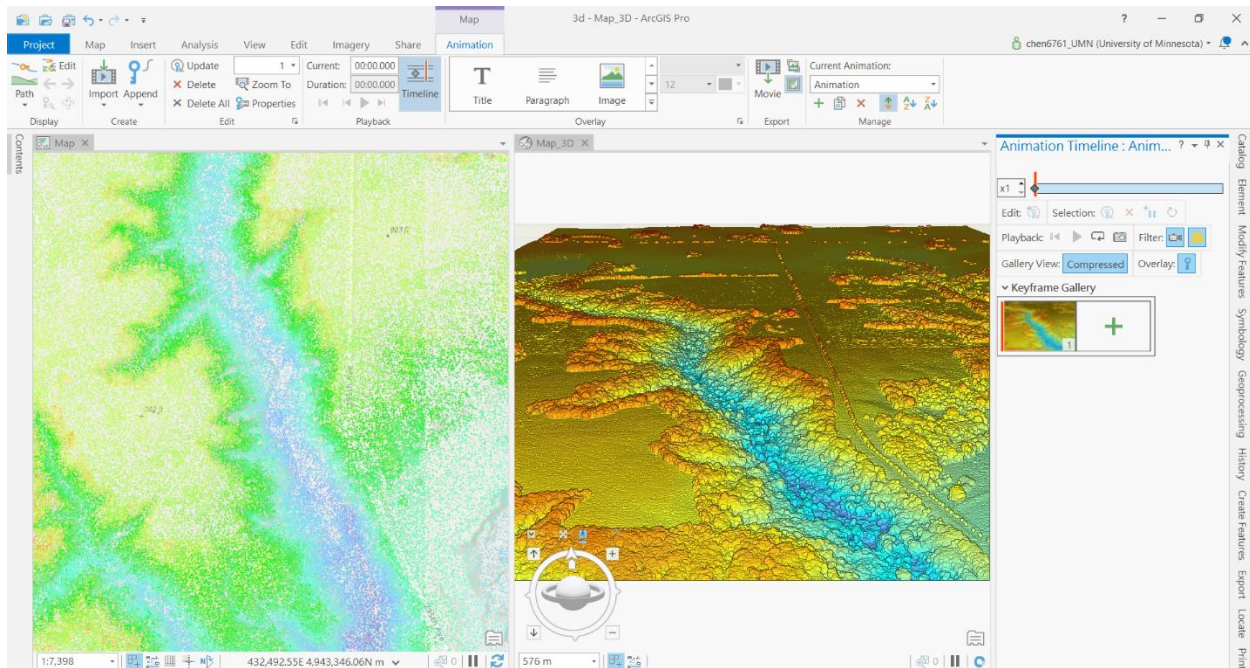 Map
3d - Map_3D - ArcGIS Pro
?
Project Map Insert Analysis View Edit Imagery Share Animation
chen6761_UMN (University of Minnesota)
Path
Edit
Display
Import
Append
Create
Update
Delete
Delete All
1
Zoom To
Properties
Edit
Current: 00:00.000
Duration: 00:00.000
Timeline
Playback
Title
Paragraph
Image
12
Overlay
Movie
Export
Current Animation:
Animation
Manage
Contents
Map
Map_3D
907 ft
902 ft
1:7,398
432,492.55E 4,943,346.06N m
0
576 m
0
Animation Timeline : Anim... ?
x1
Edit: Selection:
Playback: Filter:
Gallery View: Compressed Overlay:
Keyframe Gallery
1
Catalog
Element
Modify Features
Symbology
Geoprocessing
History
Create Features
Export
Locate